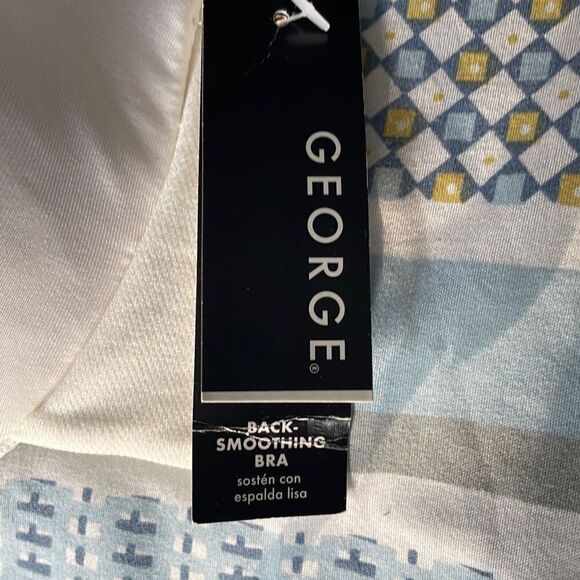 GEORGE®
BACK-
SMOOTHING
BRA
sostén con
espalda lisa